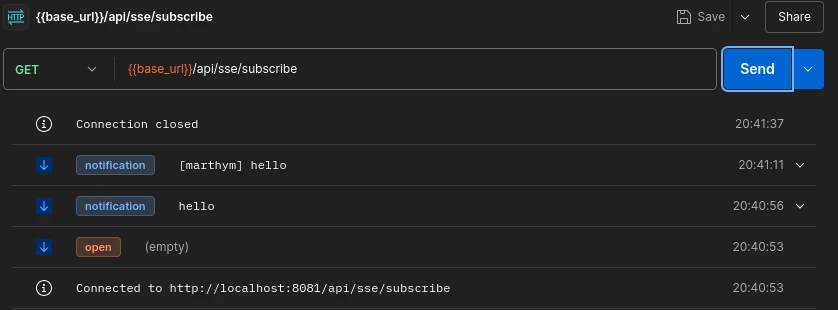 HTTP {{base_url}}/api/sse/subscribe Save Share
GET {{base_url}}/api/sse/subscribe Send
Connection closed 20:41:37
notification [marthym] hello 20:41:11
notification hello 20:40:56
open (empty) 20:40:53
Connected to http://localhost:8081/api/sse/subscribe 20:40:53